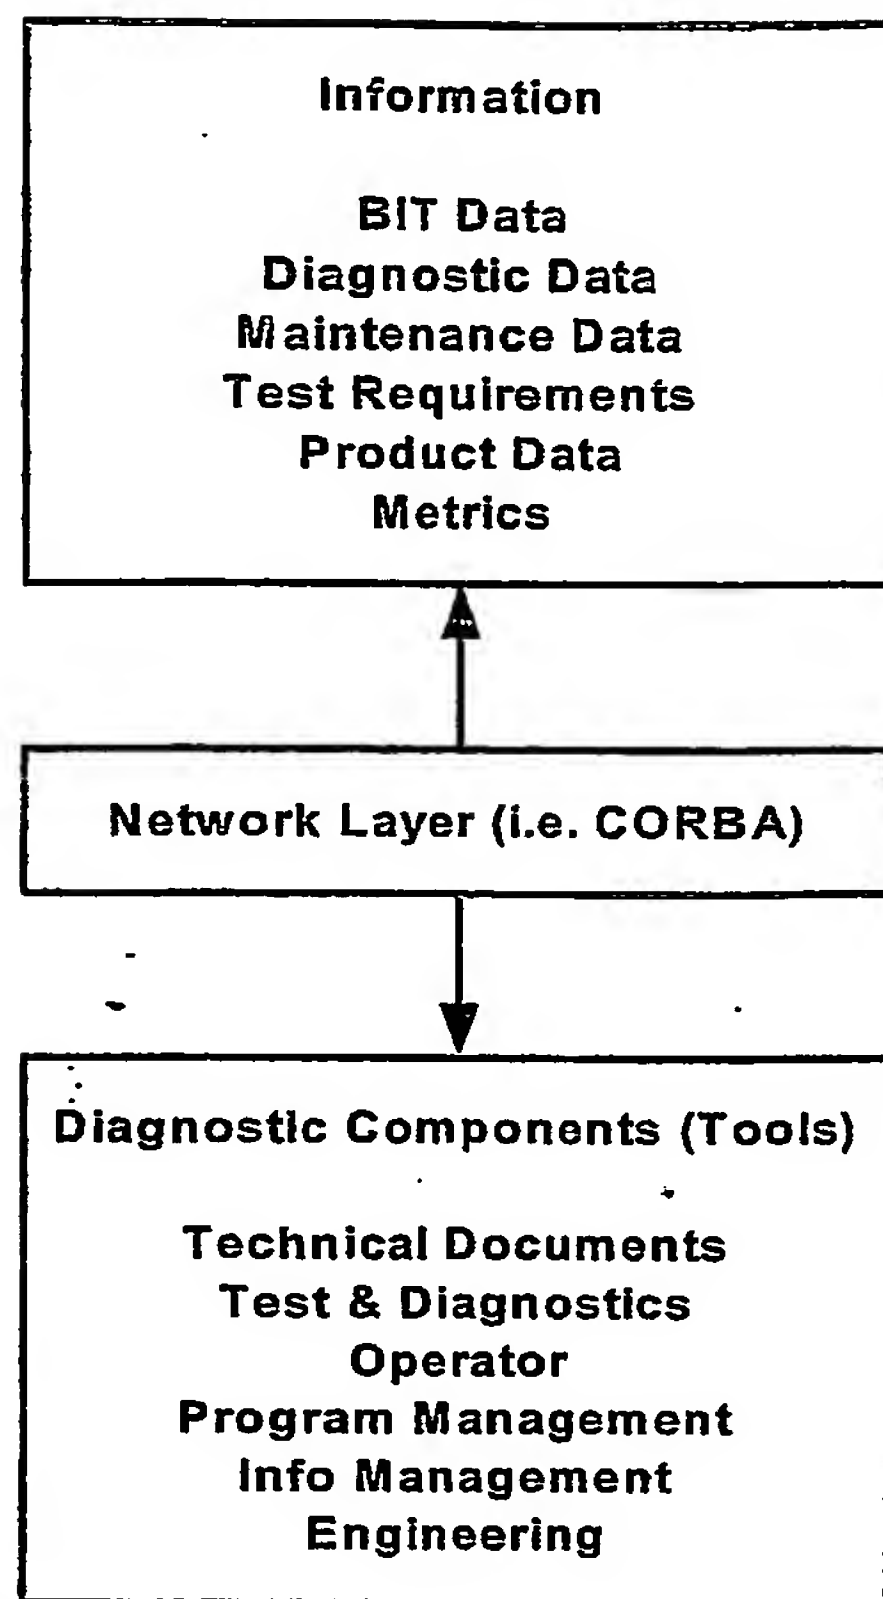 Information
BIT Data
Diagnostic Data
Maintenance Data
Test Requirements
Product Data
Metrics
Network Layer (i.e. CORBA)
Diagnostic Components (Tools)
Technical Documents
Test & Diagnostics
Operator
Program Management
Info Management
Engineering